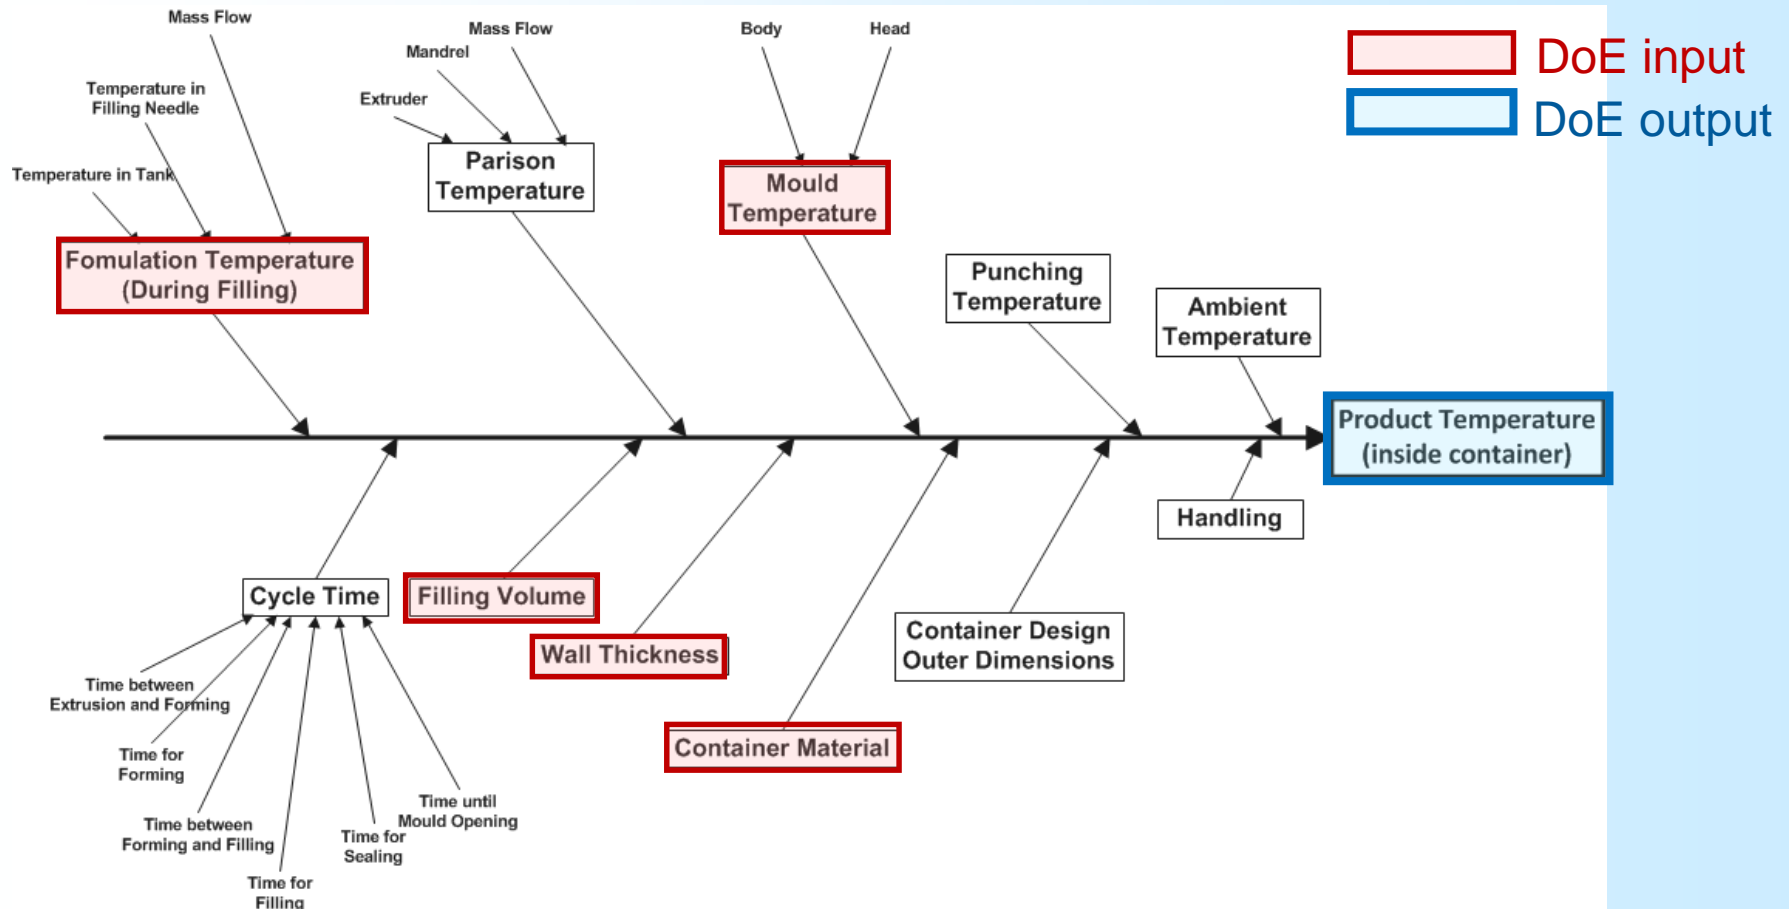 Mass Flow
Mass Flow
Body
Head
DoE input
Mandrel
Temperature in
Filling Needle
Extruder
DoE output
Temperature in Tank
Parison
Temperature
Mould
Temperature
Fomulation Temperature
(During Filling)
Punching
Temperature
Ambient
Temperature
Product Temperature
(inside container)
Handling
Cycle Time
Filling Volume
Wall Thickness
Container Design
Outer Dimensions
Time between
Extrusion and Forming
Container Material
Time for
Forming
Time until
Mould Opening
Time between
Forming and Filling
Time for
Sealing
Time for
Filling